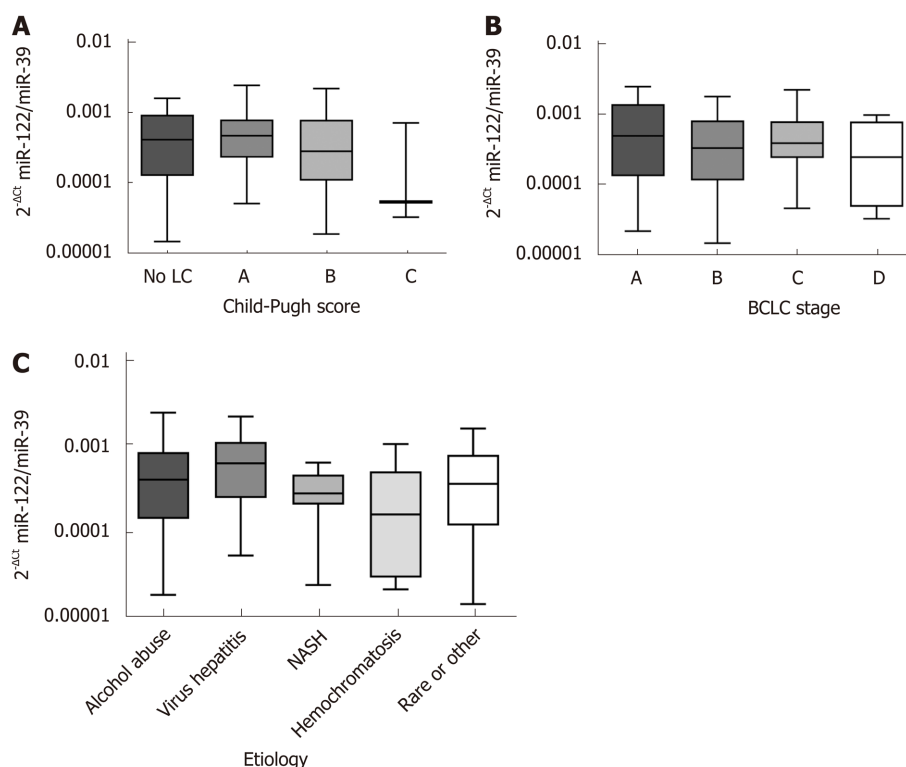 A
2^-ΔCt miR-122/miR-39
0.01
0.001
0.0001
0.00001
No LC A B C
Child-Pugh score
B
2^-ΔCt miR-122/miR-39
0.01
0.001
0.0001
0.00001
A B C D
BCLC stage
C
2^-ΔCt miR-122/miR-39
0.01
0.001
0.0001
0.00001
Alcohol abuse
Virus hepatitis
NASH
Hemochromatosis
Rare or other
Etiology